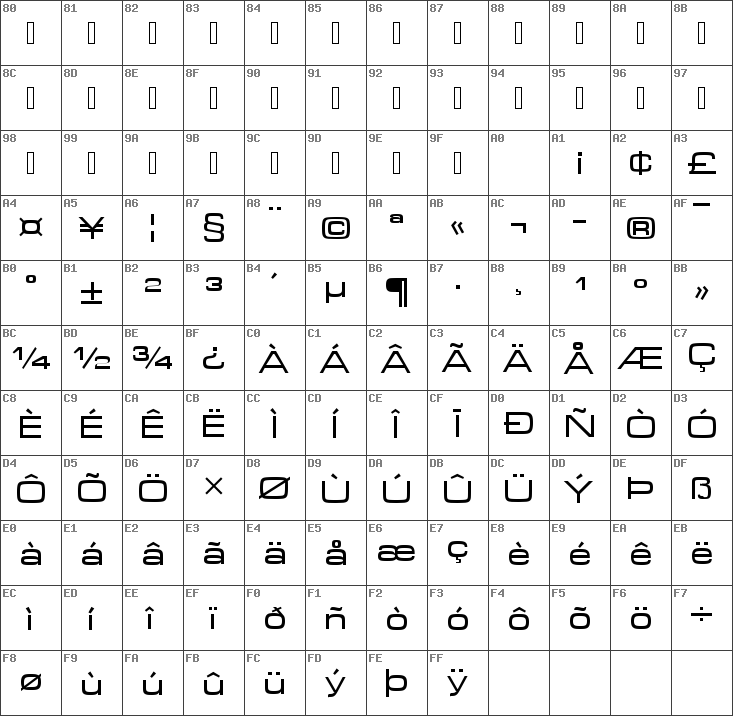 80 81 82 83 84 85 86 87 88 89 8A 8B
8C 8D 8E 8F 90 91 92 93 94 95 96 97
98 99 9A 9B 9C 9D 9E 9F A0 A1 A2 A3
¡ ¢ £
A4 A5 A6 A7 A8 A9 AA AB AC AD AE AF
¤ ¥ ¦ § ¨ © ª « ¬ - ® ¯
B0 B1 B2 B3 B4 B5 B6 B7 B8 B9 BA BB
° ± ² ³ ´ µ ¶ · ¸ ¹ º »
BC BD BE BF C0 C1 C2 C3 C4 C5 C6 C7
¼ ½ ¾ ¿ À Á Â Ã Ä Å Æ Ç
C8 C9 CA CB CC CD CE CF D0 D1 D2 D3
È É Ê Ë Ì Í Î Ī Ð Ñ Ò Ó
D4 D5 D6 D7 D8 D9 DA DB DC DD DE DF
Ô Õ Ö × Ø Ù Ú Û Ü Ý Þ ß
E0 E1 E2 E3 E4 E5 E6 E7 E8 E9 EA EB
à á â ã ä å æ ç è é ê ë
EC ED EE EF F0 F1 F2 F3 F4 F5 F6 F7
ì í î ï ð ñ ò ó ô õ ö ÷
F8 F9 FA FB FC FD FE FF
ø ù ú û ü ý þ ÿ